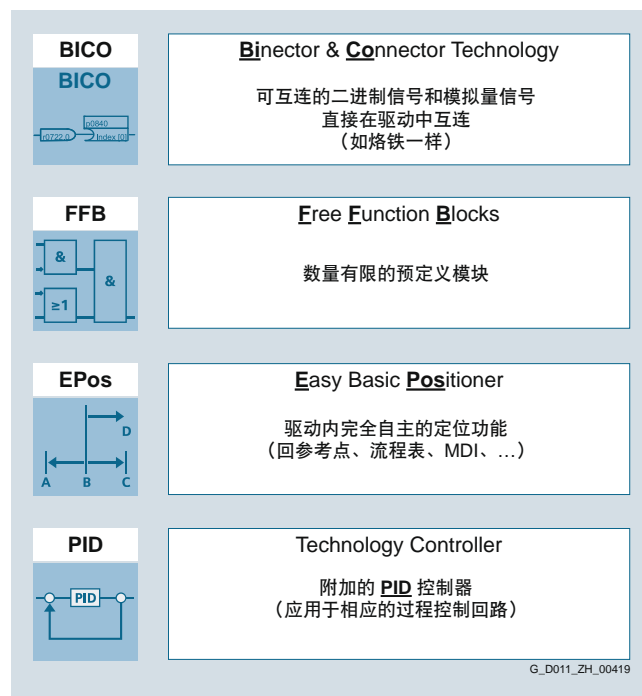 BICO
Binector & Connector Technology
BICO
p0840
r0722.0
Index [0]
可互连的二进制信号和模拟量信号
直接在驱动中互连
（如烙铁一样）
FFB
Free Function Blocks
&
&
≥1
数量有限的预定义模块
EPos
Easy Basic Positioner
D
A B C
驱动内完全自主的定位功能
（回参考点、流程表、MDI、…）
PID
Technology Controller
PID
附加的 PID 控制器
（应用于相应的过程控制回路）
G_D011_ZH_00419